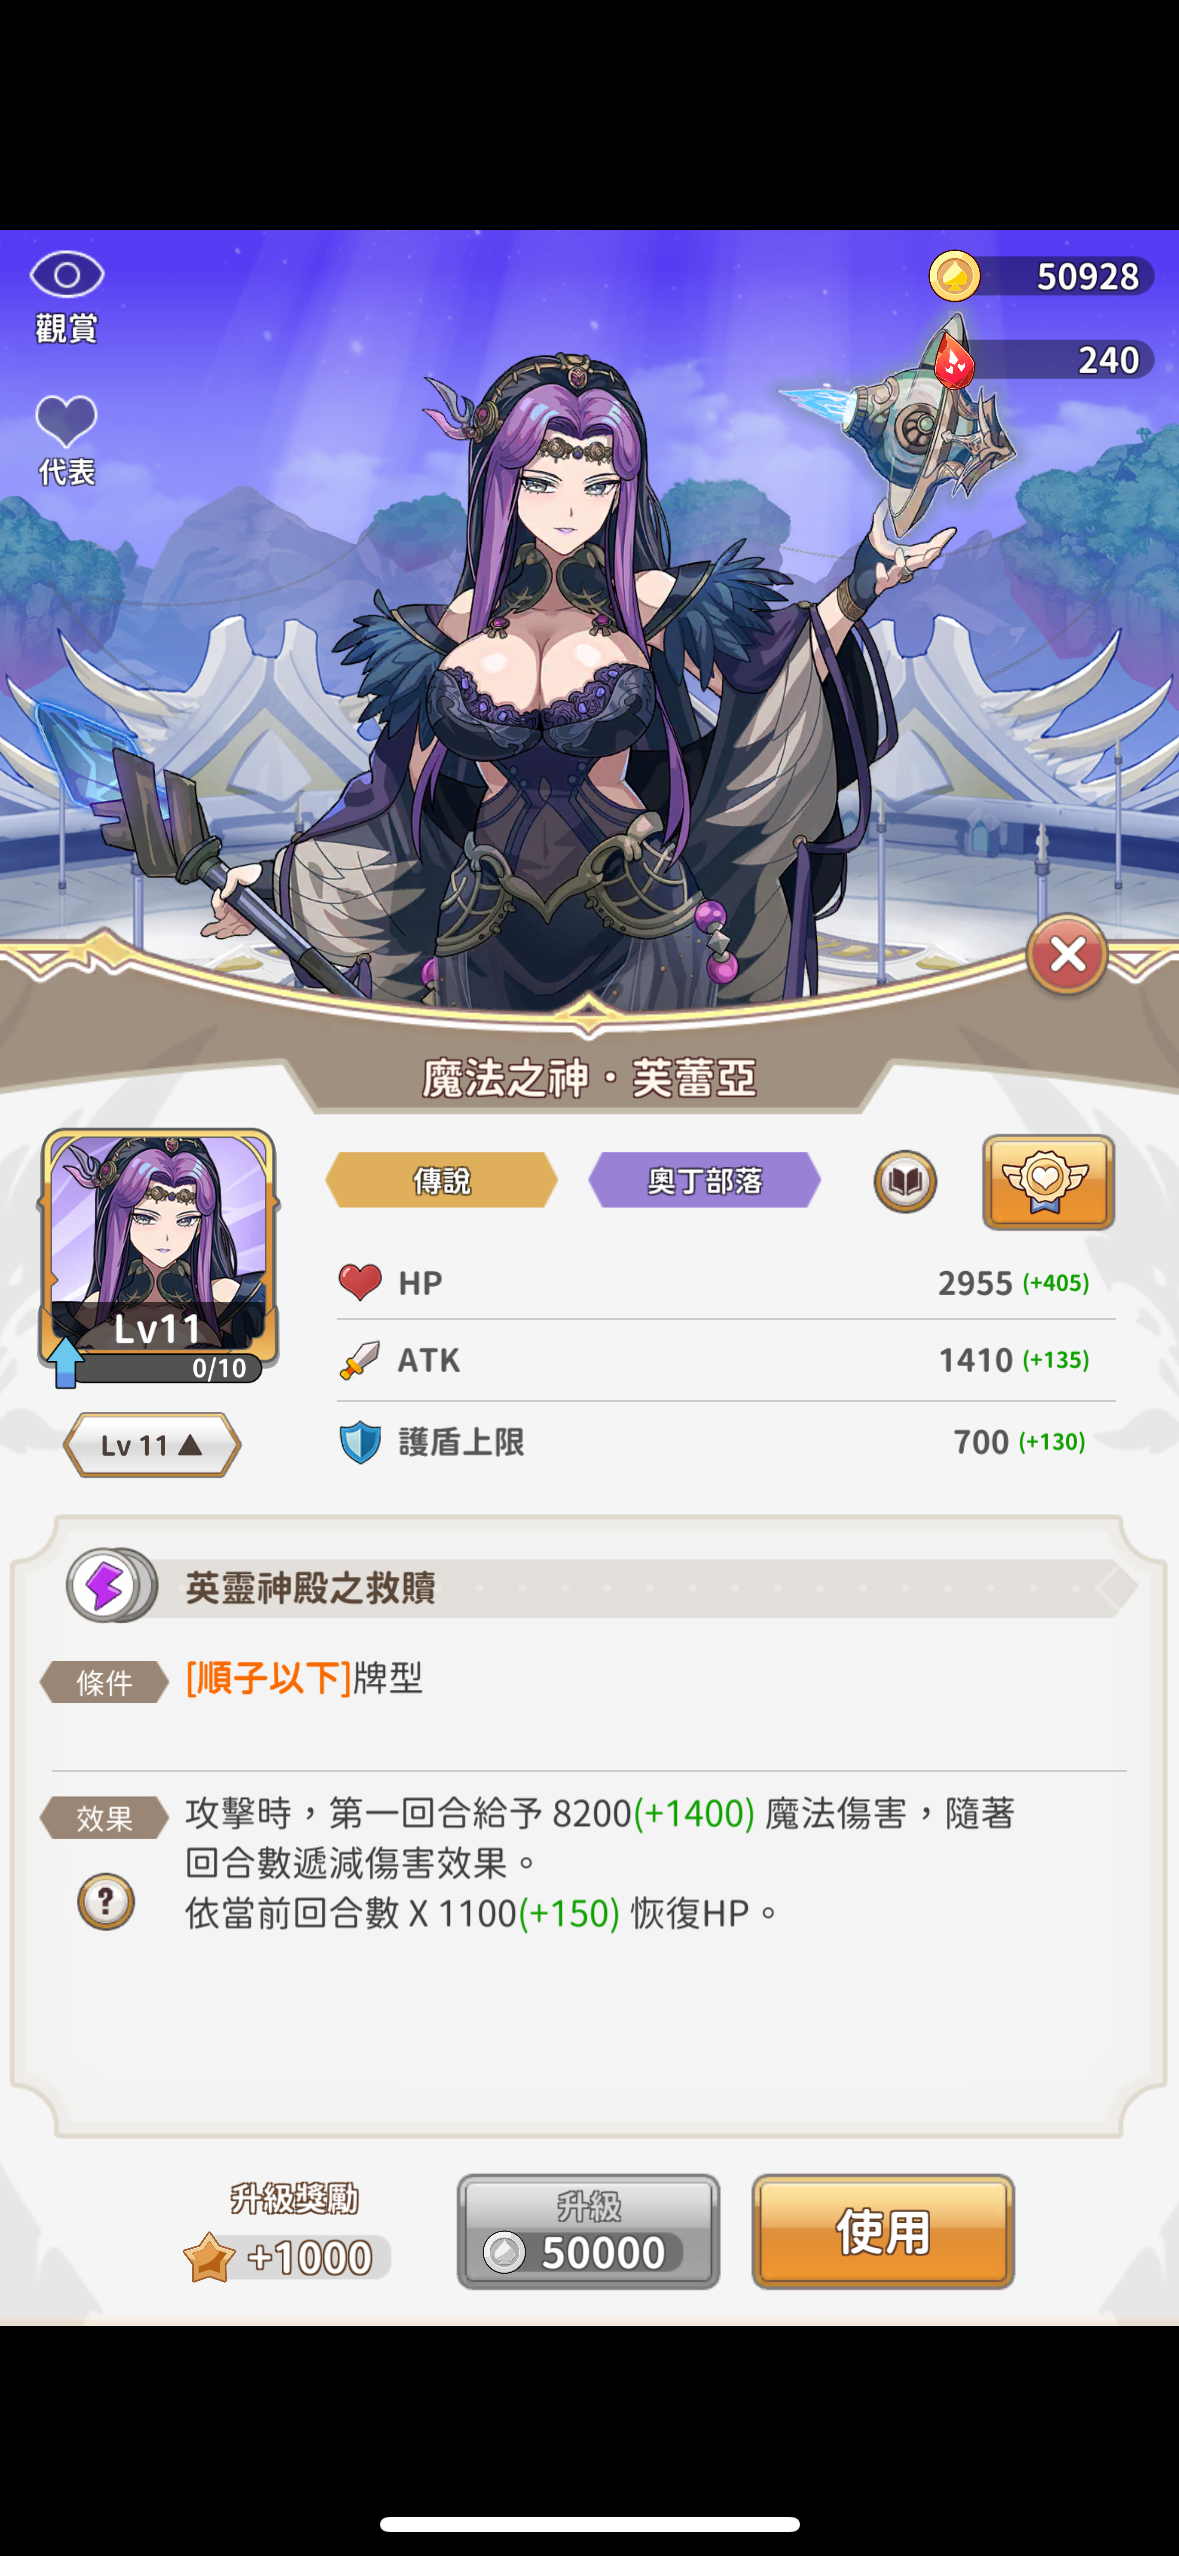 觀賞
50928
240
代表
魔法之神・芙蕾亞
傳說
奧丁部落
Lv11
0/10
Lv 11 ▲
HP
2955 (+405)
ATK
1410 (+135)
護盾上限
700 (+130)
英靈神殿之救贖
條件
[順子以下]牌型
效果
攻擊時，第一回合給予 8200(+1400) 魔法傷害，隨著
回合數遞減傷害效果。
依當前回合數 X 1100(+150) 恢復HP。
?
升級獎勵
+1000
升級
50000
使用